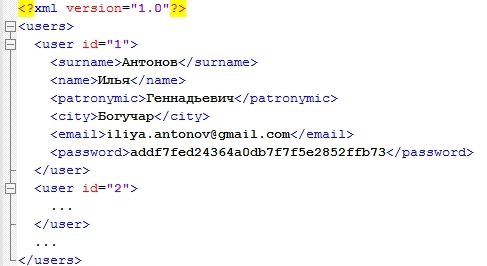 <?xml version="1.0"?>
<users>
<user id="1">
<surname>Антонов</surname>
<name>Илья</name>
<patronymic>Геннадьевич</patronymic>
<city>Богучар</city>
<email>iliya.antonov@gmail.com</email>
<password>addf7fed24364a0db7f7f5e2852ffb73</password>
</user>
<user id="2">
...
</user>
...
</users>